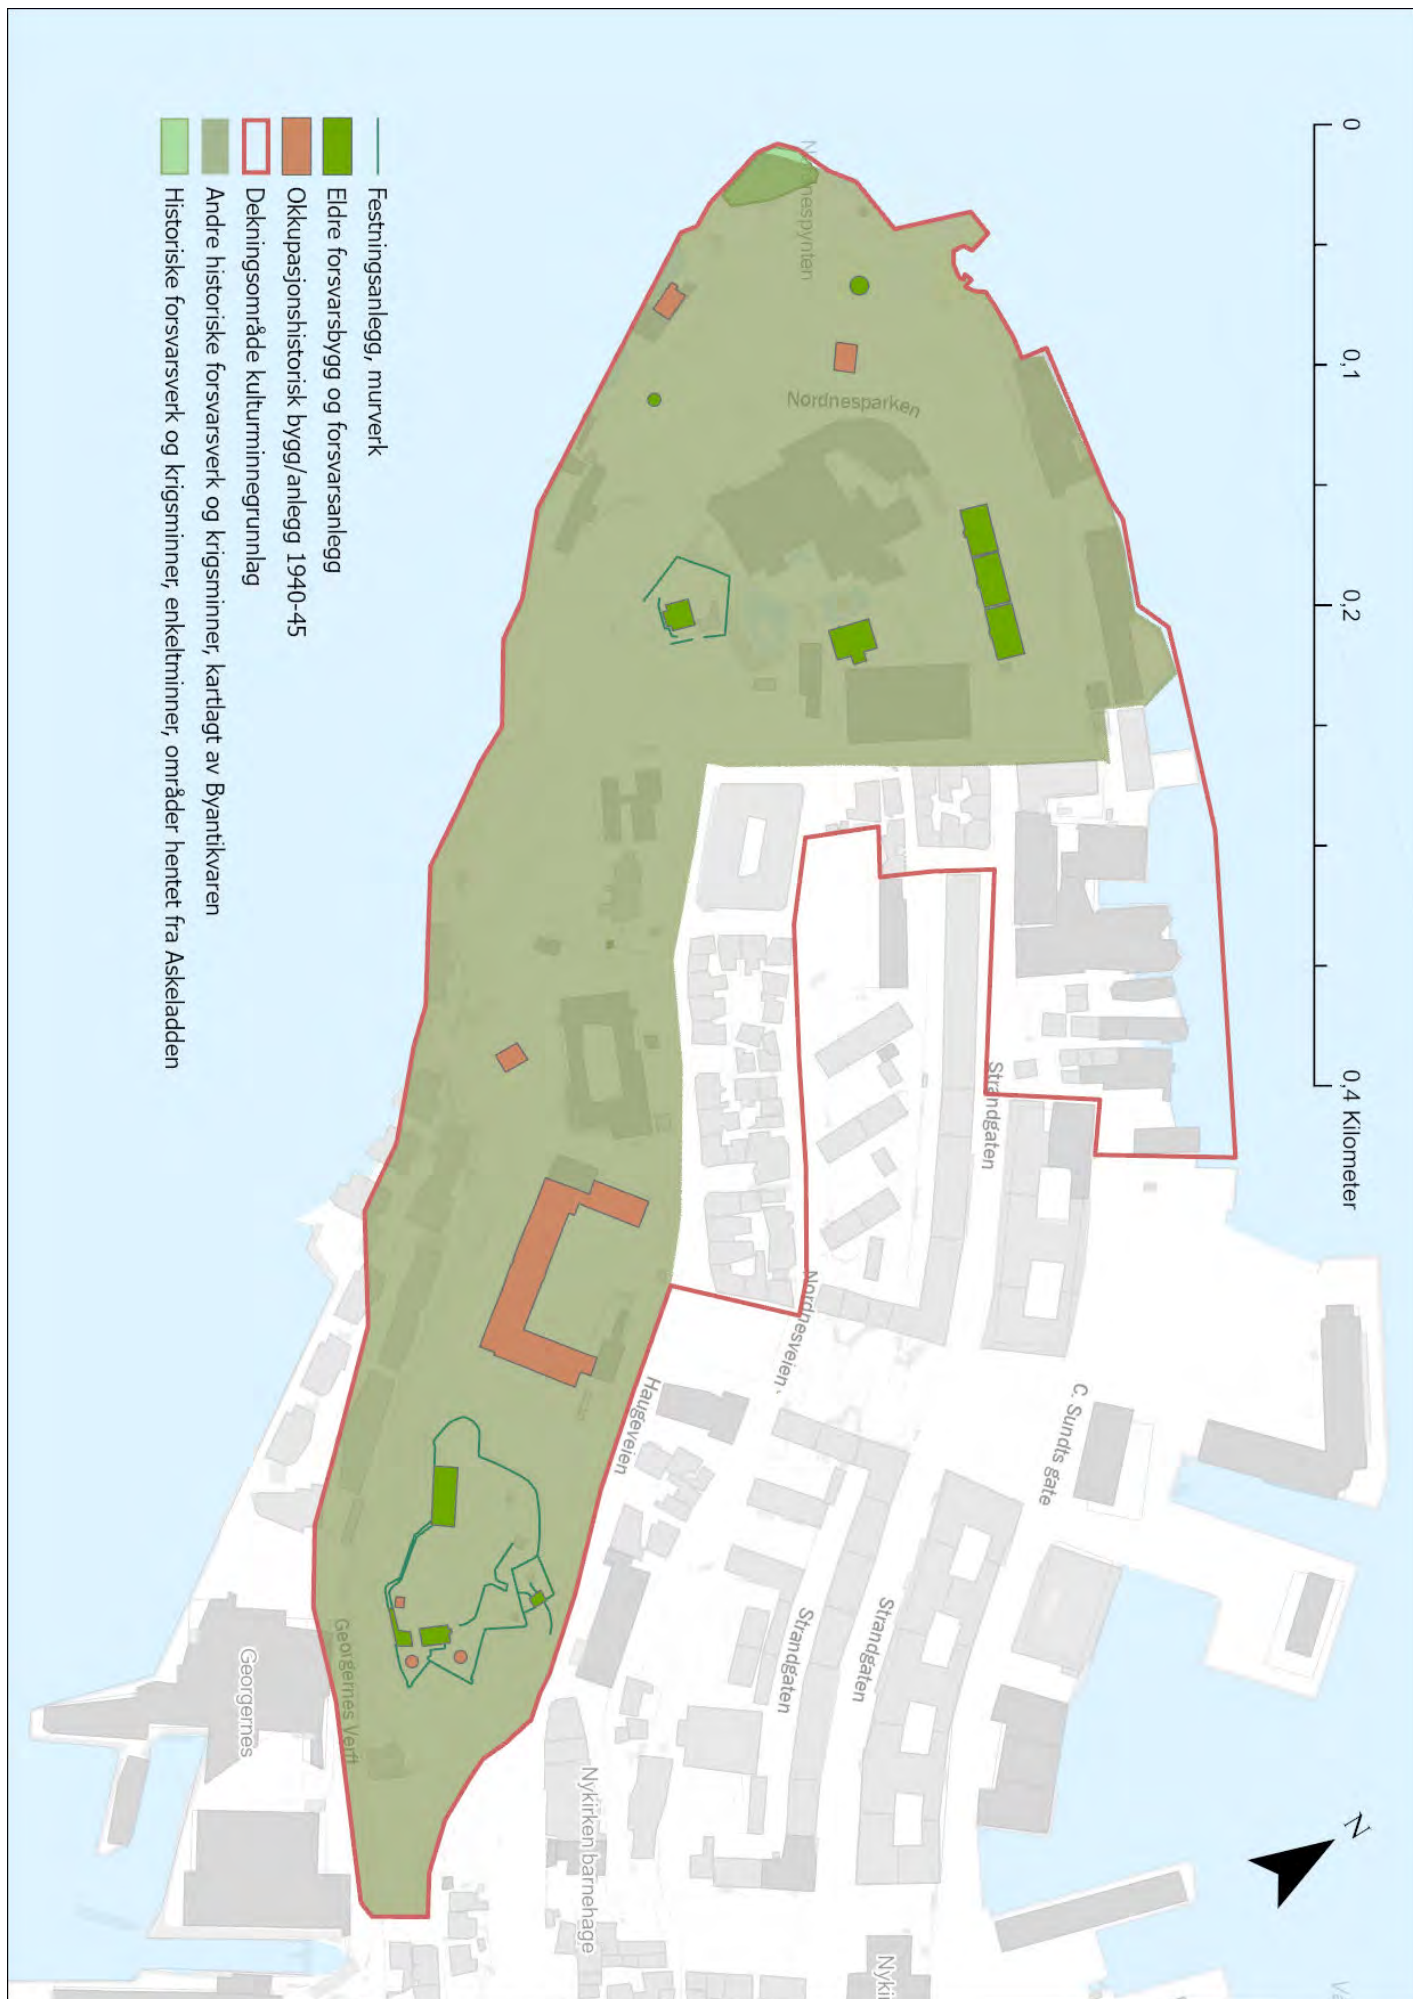 0
0,1
0,2
0,4 Kilometer
Festningsanlegg, murverk
Eldre forsvarsbygg og forsvarsanlegg
Okkupasjonshistorisk bygg/anlegg 1940-45
Dekningsområde kulturminnegrunnlag
Andre historiske forsvarsverk og krigsminner, kartlagt av Byantikvaren
Historiske forsvarsverk og krigsminner, enkeltminner, områder hentet fra Askeladden
Nordnespynten
Nordnesparken
Strandgaten
Nordnesveien
Haugeveien
C. Sundts gate
Strandgaten
Strandgaten
Georgernes Verft
Georgernes
Nykirken barnehage
Nykir
N